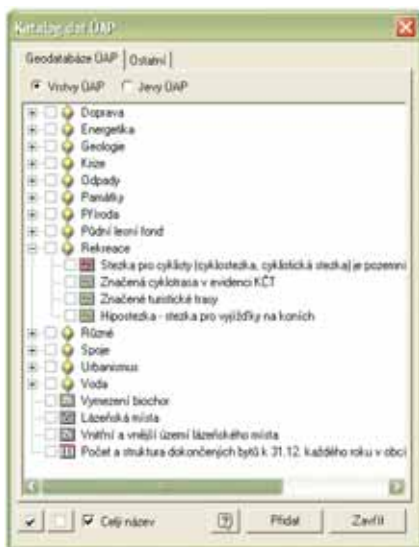 Katalog dat ÚAP
Geodatabáze ÚAP Ostatní
Vrstvy ÚAP Jevy ÚAP
Doprava
Energetika
Geologie
Krize
Odpady
Památky
Příroda
Půdní lesní fond
Rekreace
Stezka pro cyklisty (cyklostezka, cyklistická stezka) je pozemní
Značená cyklotrasa v evidenci KČT
Značené turistické trasy
Hipostezka - stezka pro vyjížďky na koních
Různé
Spoje
Urbanismus
Voda
Vymezení biochor
Lázeňská místa
Vnitřní a vnější území lázeňského místa
Počet a struktura dokončených bytů k 31.12. každého roku v obci
Celý název Přidat Zavřít